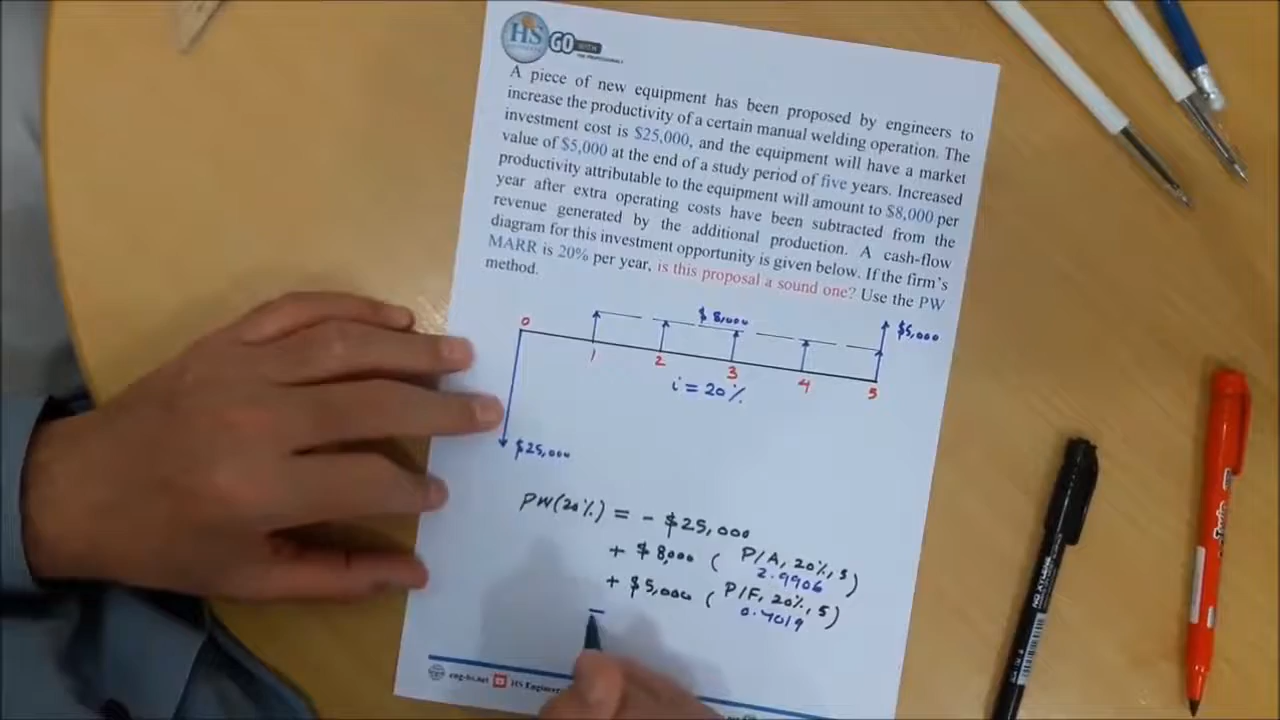 HS GO WITH
A piece of new equipment has been proposed by engineers to
increase the productivity of a certain manual welding operation. The
investment cost is $25,000, and the equipment will have a market
value of $5,000 at the end of a study period of five years. Increased
productivity attributable to the equipment will amount to $8,000 per
year after extra operating costs have been subtracted from the
revenue generated by the additional production. A cash-flow
diagram for this investment opportunity is given below. If the firm's
MARR is 20% per year, is this proposal a sound one? Use the PW
method.
0
$8,000
$5,000
1
2
3
4
5
i = 20%
$25,000
PW(20%) = - $25,000
+ $8,000 ( P/A, 20%, 5 )
2.9906
+ $5,000 ( P/F, 20%, 5 )
0.4019
eng-hs.net HS Engineer